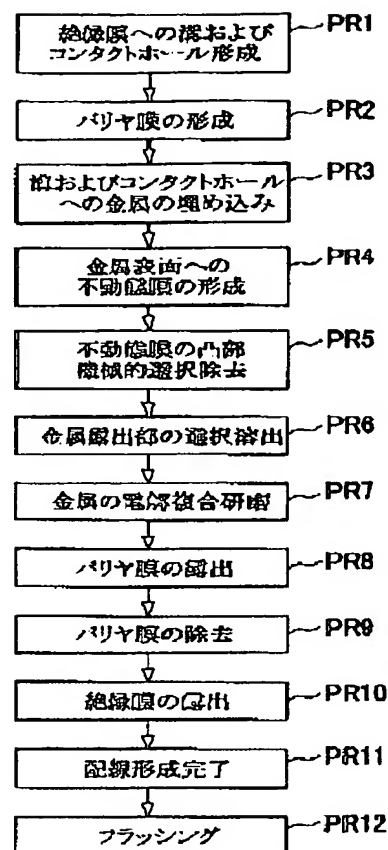 絶縁膜への溝および
コンタクトホール形成
PR1
バリヤ膜の形成
PR2
溝およびコンタクトホール
への金属の埋め込み
PR3
金属表面への
不動態膜の形成
PR4
不動態膜の凸部
機械的選択除去
PR5
金属露出部の選択溶出
PR6
金属の電解複合研磨
PR7
バリヤ膜の露出
PR8
バリヤ膜の除去
PR9
絶縁膜の露出
PR10
配線形成完了
PR11
フラッシング
PR12